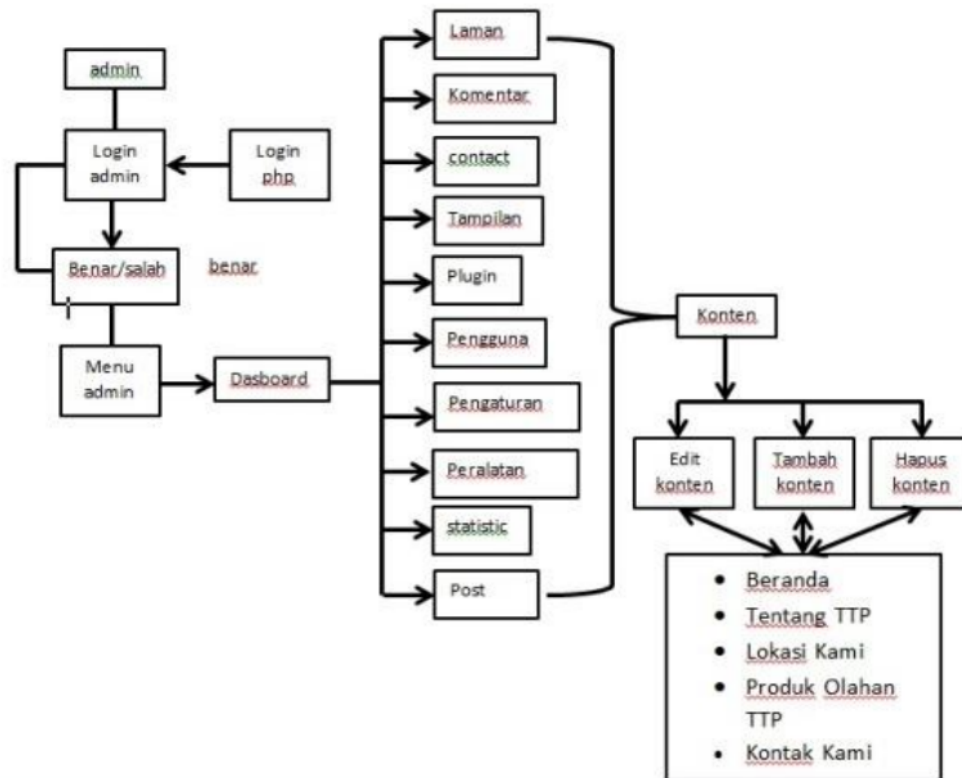 admin
Login
admin
Login
php
Benar/salah
benar
Menu
admin
Dasboard
Laman
Komentar
contact
Tampilan
Plugin
Pengguna
Pengaturan
Peralatan
statistic
Post
Konten
Edit
konten
Tambah
konten
Hapus
konten
• Beranda
• Tentang TTP
• Lokasi Kami
• Produk Olahan
TTP
• Kontak Kami